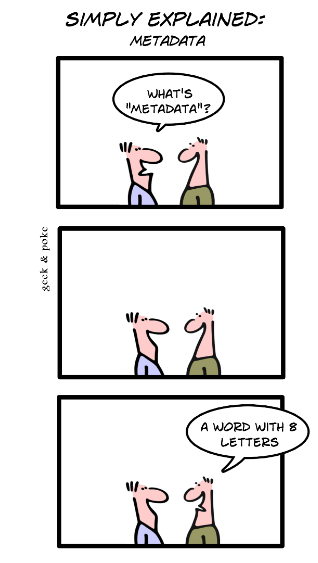 SIMPLY EXPLAINED:
METADATA
WHAT'S
"METADATA"?
geek & poke
A WORD WITH 8
LETTERS